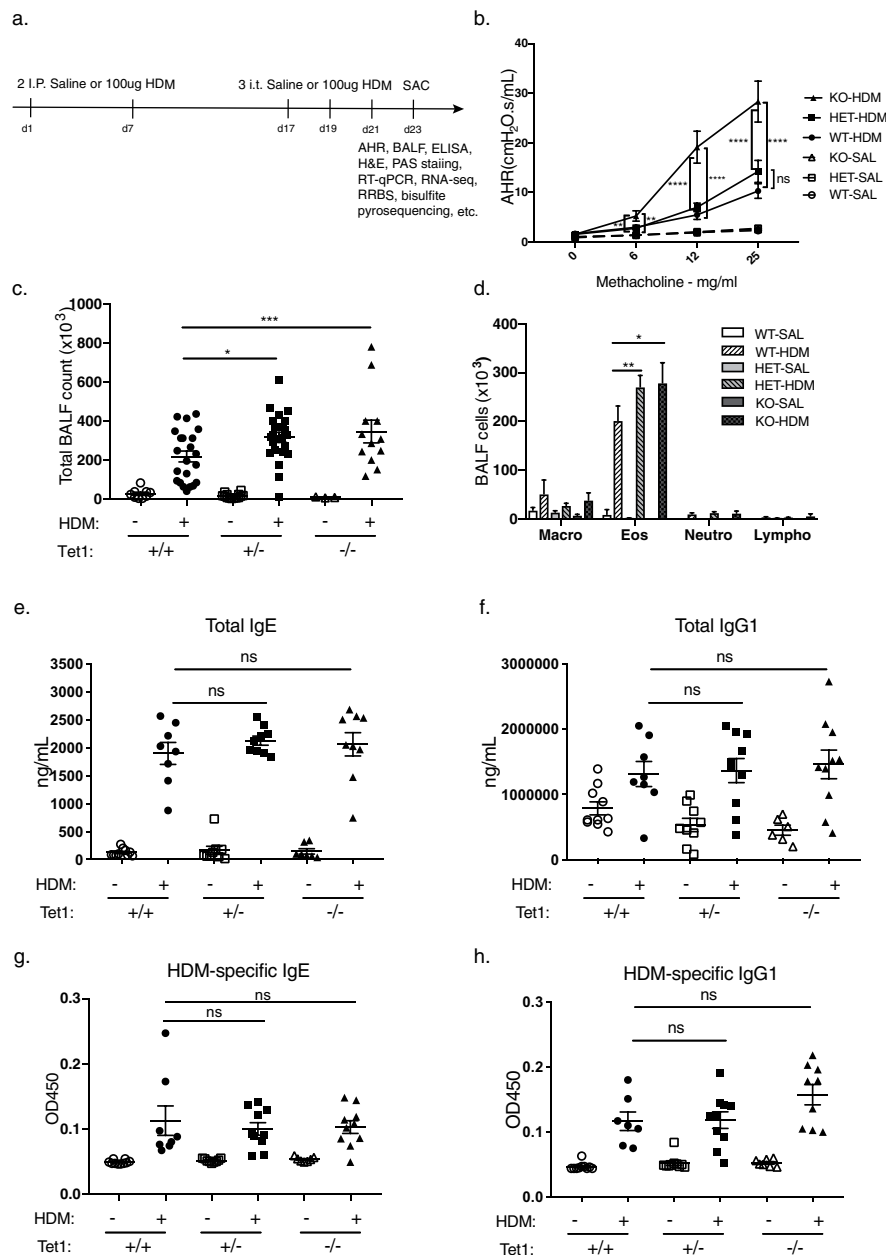 a.
2 I.P. Saline or 100ug HDM
3 i.t. Saline or 100ug HDM
SAC
d1
d7
d17
d19
d21
d23
AHR, BALF, ELISA,
H&E, PAS staiing,
RT-qPCR, RNA-seq,
RRBS, bisulfite
pyrosequencing, etc.
b.
AHR(cmH2O.s/mL)
40
30
20
10
0
**
**
****
****
****
****
ns
0
6
12
25
Methacholine - mg/ml
KO-HDM
HET-HDM
WT-HDM
KO-SAL
HET-SAL
WT-SAL
c.
Total BALF count (x10^3)
1000
800
600
400
200
0
***
*
HDM: - + - + - +
Tet1: +/+ +/- -/-
d.
BALF cells (x10^3)
400
300
200
100
0
*
**
WT-SAL
WT-HDM
HET-SAL
HET-HDM
KO-SAL
KO-HDM
Macro Eos Neutro Lympho
e.
Total IgE
ng/mL
3500
3000
2500
2000
1500
1000
500
0
ns
ns
HDM: - + - + - +
Tet1: +/+ +/- -/-
f.
Total IgG1
ng/mL
3000000
2000000
1000000
0
ns
ns
HDM: - + - + - +
Tet1: +/+ +/- -/-
g.
HDM-specific IgE
OD450
0.3
0.2
0.1
0.0
ns
ns
HDM: - + - + - +
Tet1: +/+ +/- -/-
h.
HDM-specific IgG1
OD450
0.3
0.2
0.1
0.0
ns
ns
HDM: - + - + - +
Tet1: +/+ +/- -/-